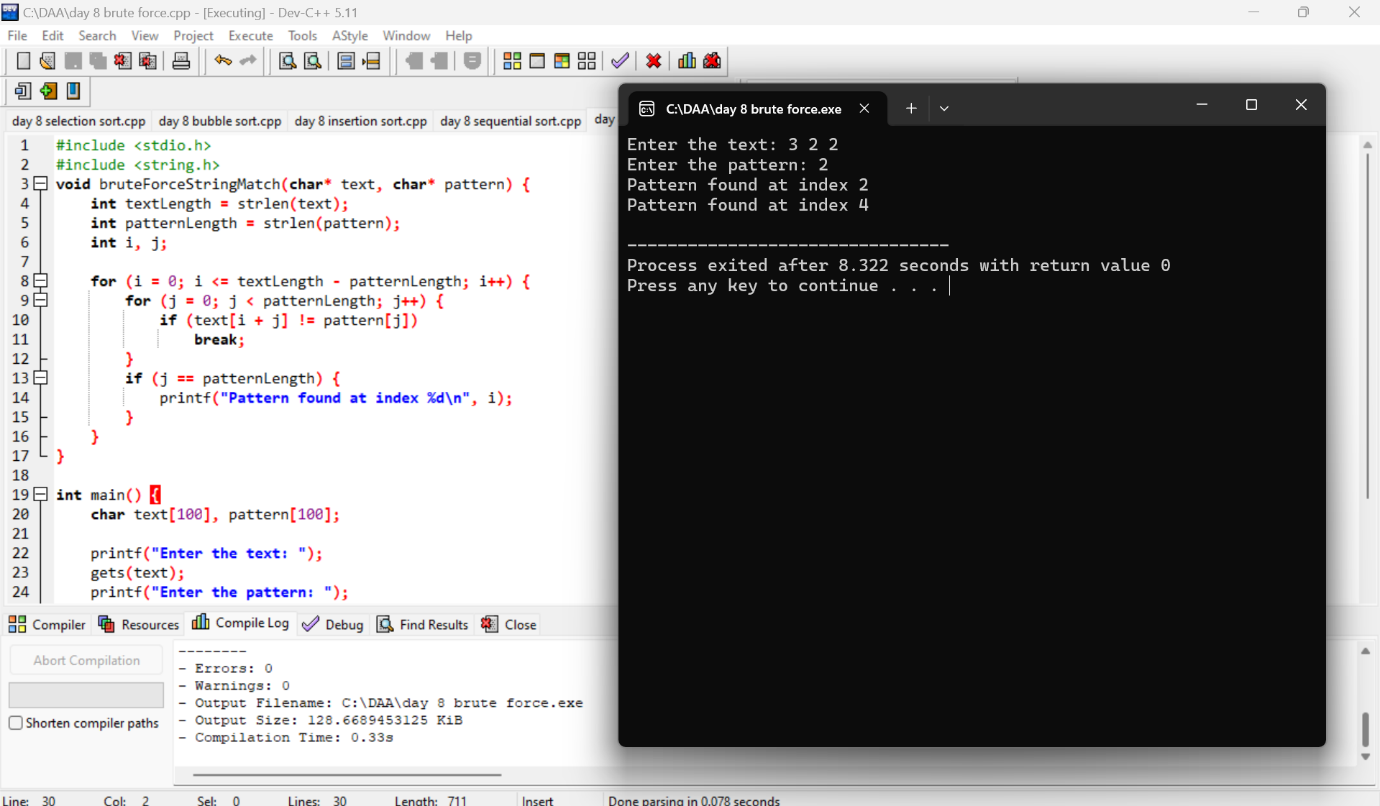 C:\DAA\day 8 brute force.cpp - [Executing] - Dev-C++ 5.11
File Edit Search View Project Execute Tools AStyle Window Help
day 8 selection sort.cpp day 8 bubble sort.cpp day 8 insertion sort.cpp day 8 sequential sort.cpp day
1 #include <stdio.h>
2 #include <string.h>
3 void bruteForceStringMatch(char* text, char* pattern) {
4 int textLength = strlen(text);
5 int patternLength = strlen(pattern);
6 int i, j;
7
8 for (i = 0; i <= textLength - patternLength; i++) {
9 for (j = 0; j < patternLength; j++) {
10 if (text[i + j] != pattern[j])
11 break;
12 }
13 if (j == patternLength) {
14 printf("Pattern found at index %d\n", i);
15 }
16 }
17 }
18
19 int main() {
20 char text[100], pattern[100];
21
22 printf("Enter the text: ");
23 gets(text);
24 printf("Enter the pattern: ");
C:\DAA\day 8 brute force.exe
Enter the text: 3 2 2
Enter the pattern: 2
Pattern found at index 2
Pattern found at index 4
--------------------------------
Process exited after 8.322 seconds with return value 0
Press any key to continue . . .
Compiler Resources Compile Log Debug Find Results Close
Abort Compilation
Shorten compiler paths
--------
- Errors: 0
- Warnings: 0
- Output Filename: C:\DAA\day 8 brute force.exe
- Output Size: 128.6689453125 KiB
- Compilation Time: 0.33s
Line: 30 Col: 2 Sel: 0 Lines: 30 Length: 711 Insert Done parsing in 0.078 seconds